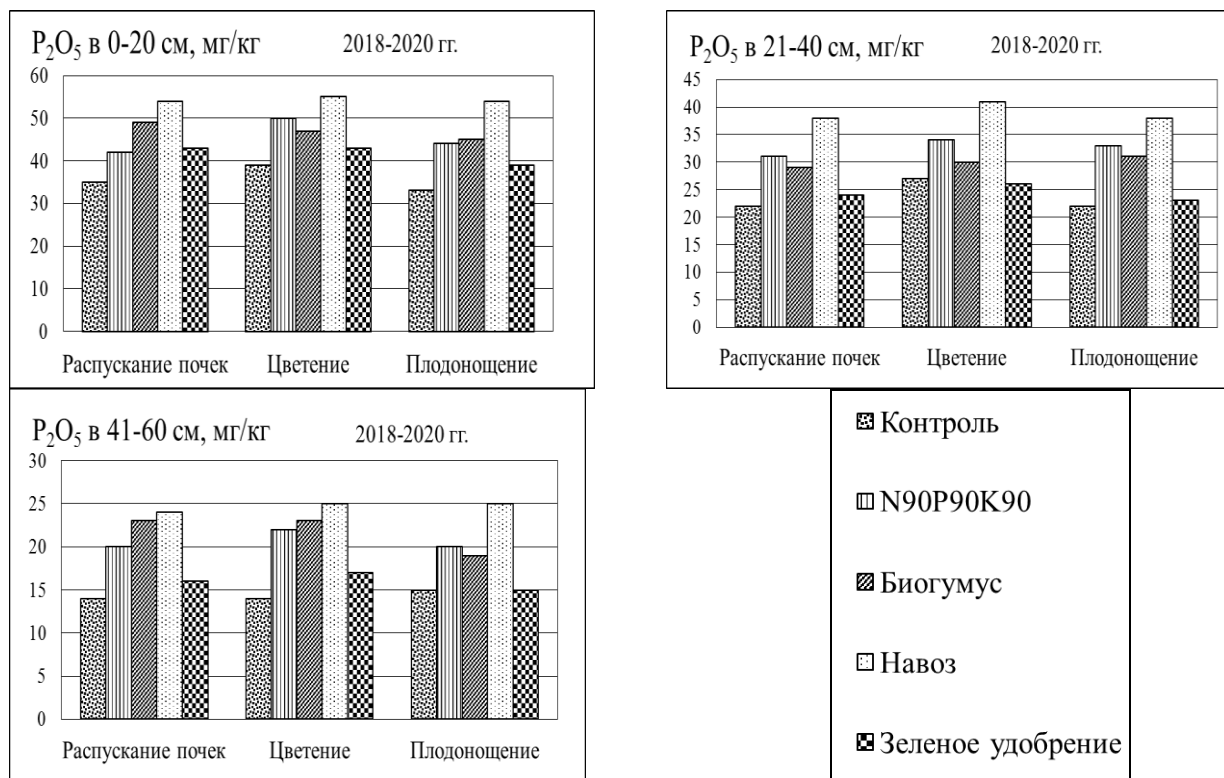 P₂O₅ в 0-20 см, мг/кг 2018-2020 гг.
60
50
40
30
20
10
0
Распускание почек Цветение Плодонощение
P₂O₅ в 21-40 см, мг/кг 2018-2020 гг.
45
40
35
30
25
20
15
10
5
0
Распускание почек Цветение Плодонощение
P₂O₅ в 41-60 см, мг/кг 2018-2020 гг.
30
25
20
15
10
5
0
Распускание почек Цветение Плодонощение
Контроль
N90P90K90
Биогумус
Навоз
Зеленое удобрение